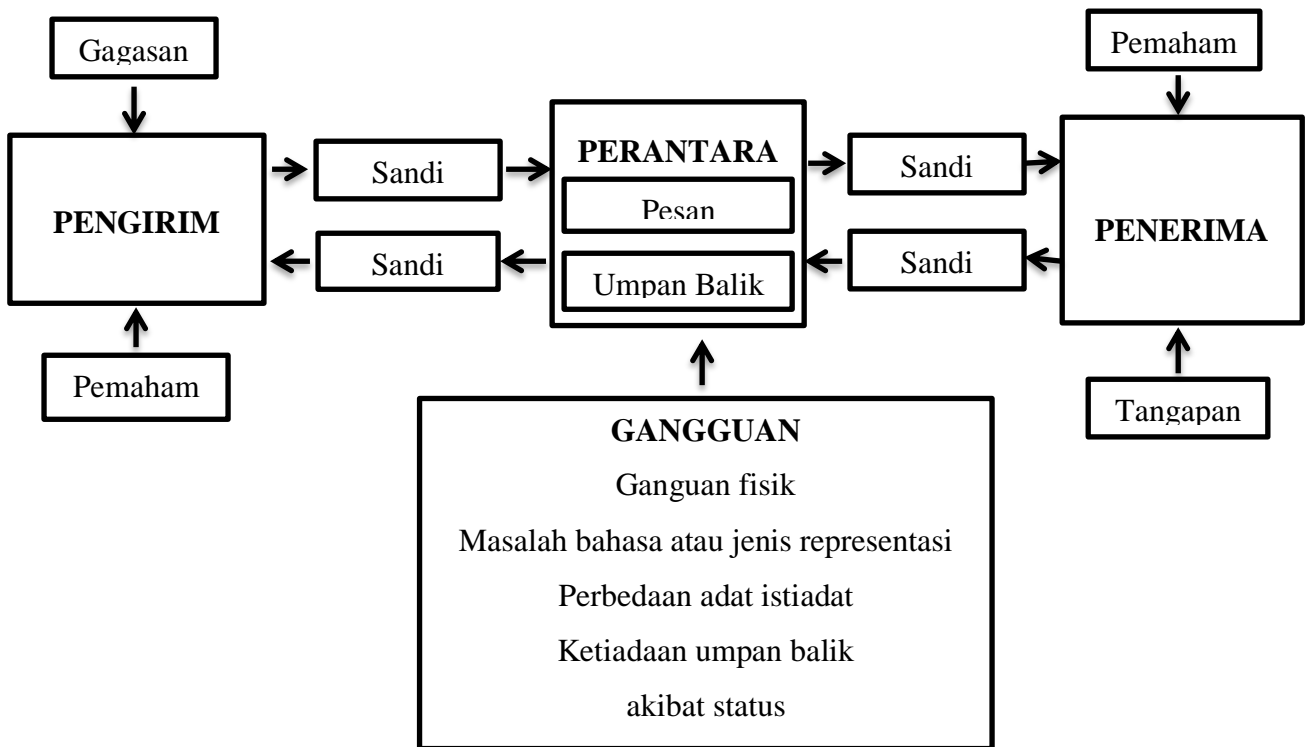 Gagasan
Pemaham
PENGIRIM
Sandi
PERANTARA
Sandi
PENERIMA
Pesan
Sandi
Umpan Balik
Sandi
Pemaham
Tangapan
GANGGUAN
Ganguan fisik
Masalah bahasa atau jenis representasi
Perbedaan adat istiadat
Ketiadaan umpan balik
akibat status